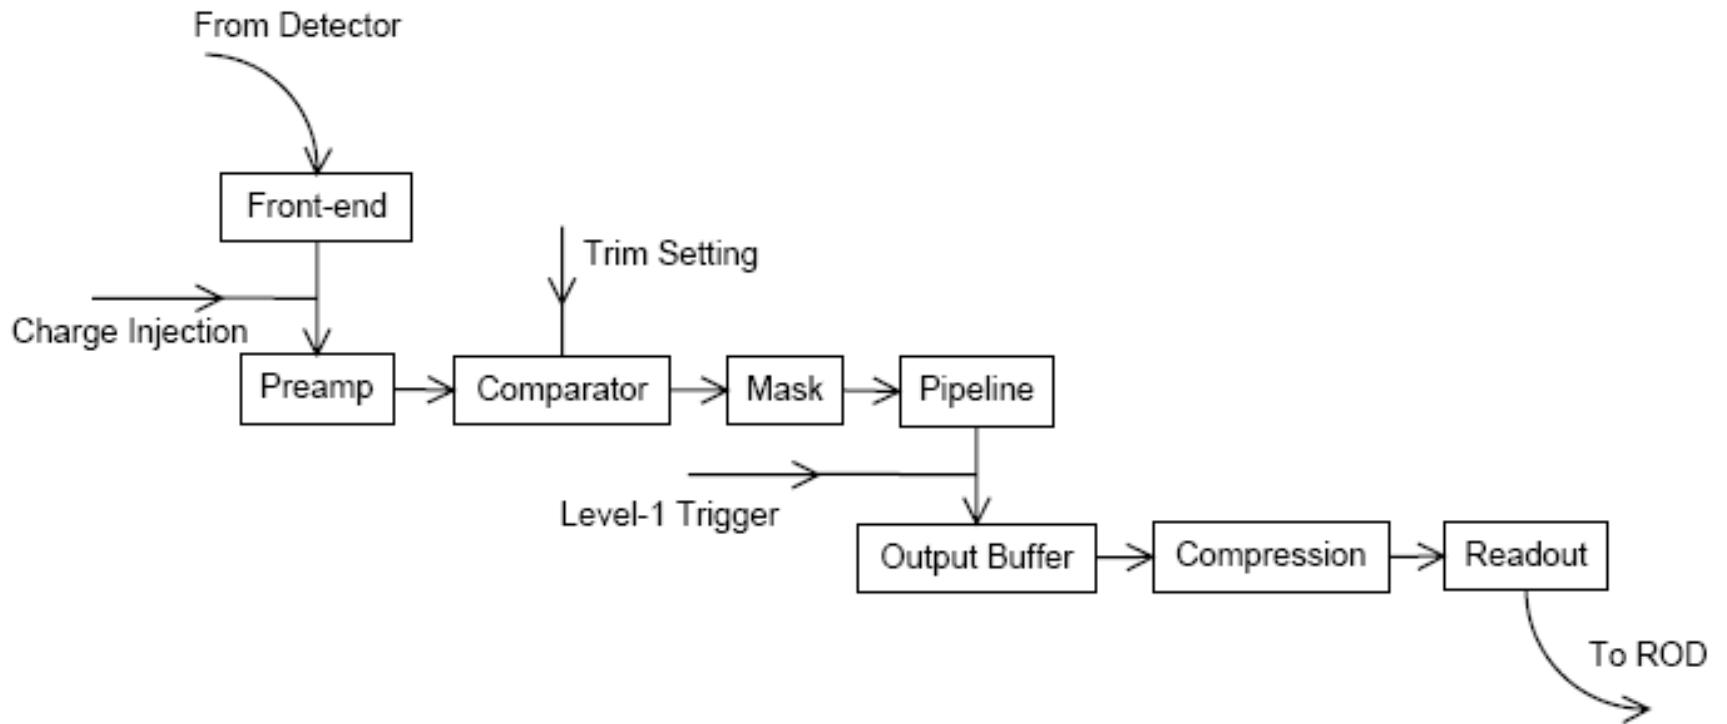 From Detector
Front-end
Trim Setting
Charge Injection
Preamp
Comparator
Mask
Pipeline
Level-1 Trigger
Output Buffer
Compression
Readout
To ROD